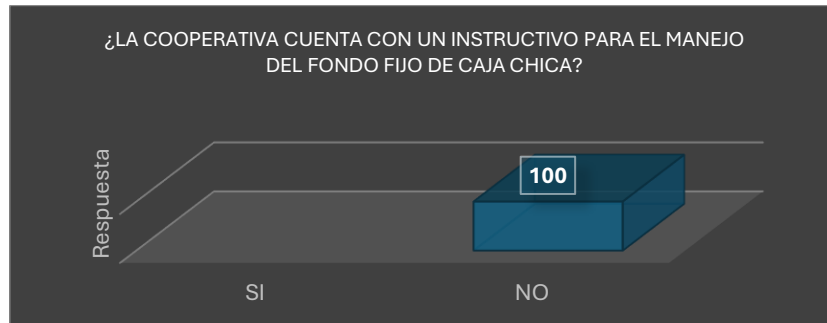 ¿LA COOPERATIVA CUENTA CON UN INSTRUCTIVO PARA EL MANEJO
DEL FONDO FIJO DE CAJA CHICA?
Respuesta
100
SI
NO